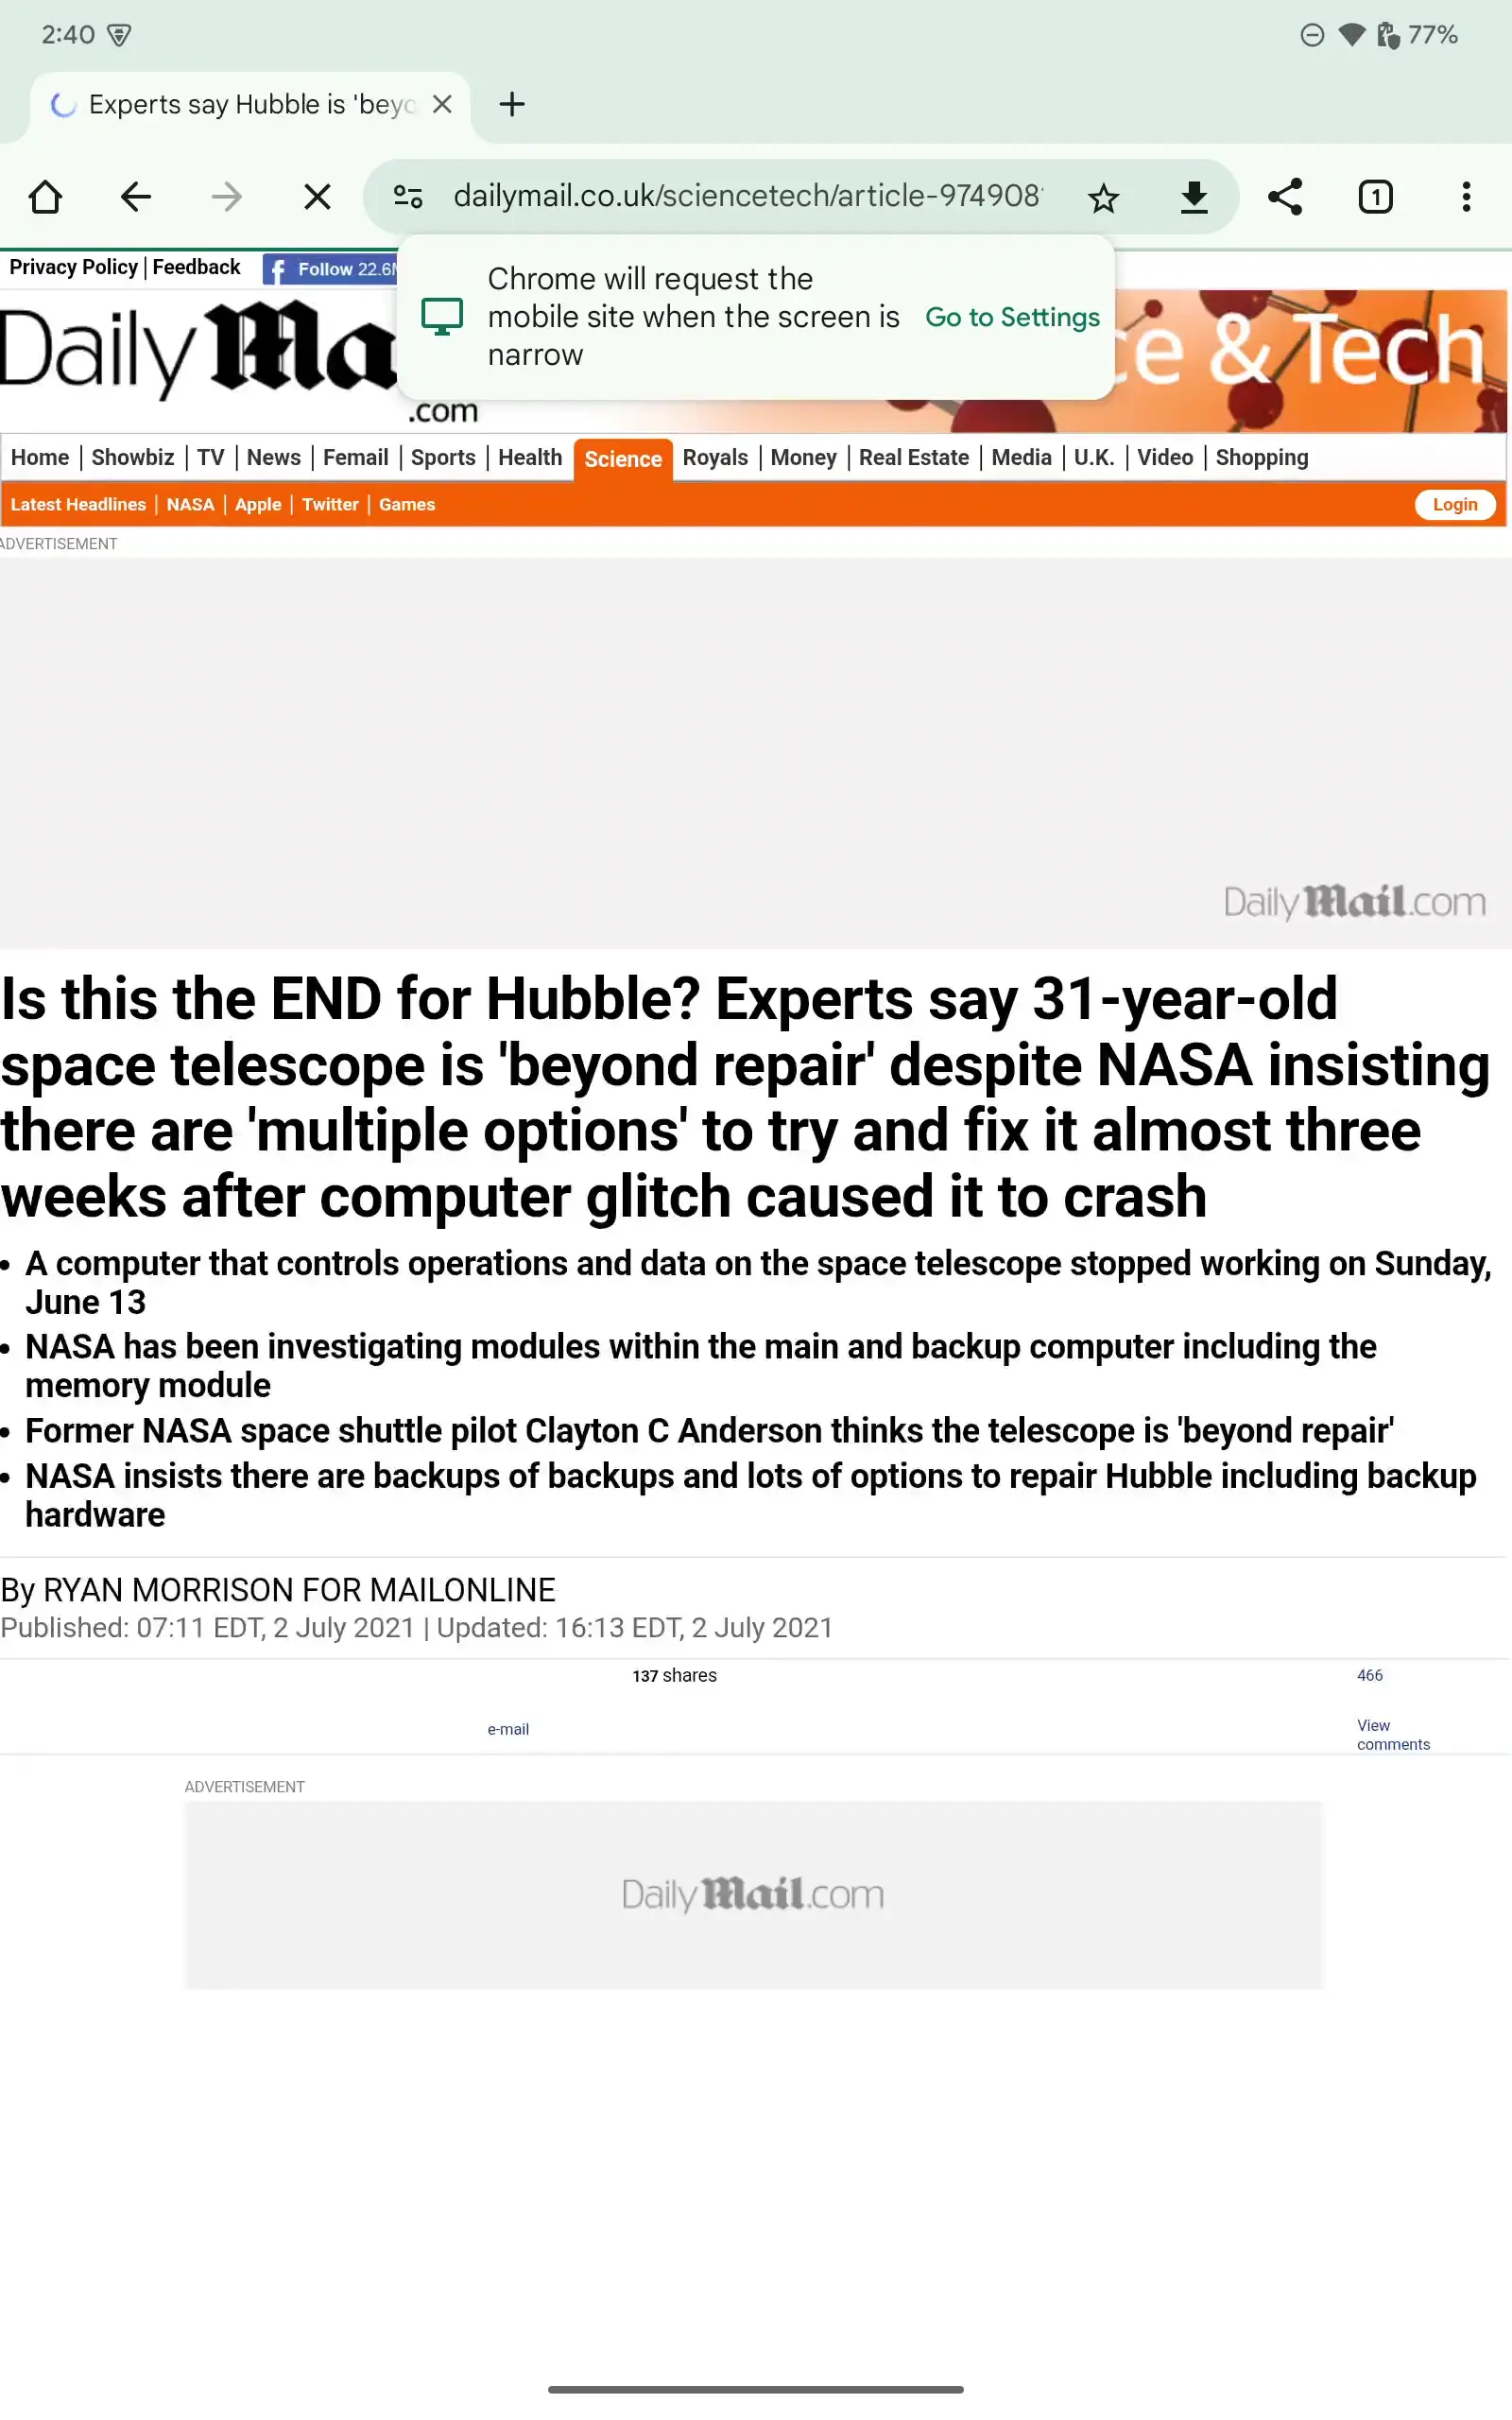 2:40
77%
Experts say Hubble is 'beyo
dailymail.co.uk/sciencetech/article-974908
1
Privacy Policy | Feedback
Follow 22.6
Chrome will request the
mobile site when the screen is
narrow
Go to Settings
Daily Ma
.com
ce & Tech
Home | Showbiz | TV | News | Femail | Sports | Health Science Royals | Money | Real Estate | Media | U.K. | Video | Shopping
Latest Headlines | NASA | Apple | Twitter | Games
Login
ADVERTISEMENT
Daily Mail.com
Is this the END for Hubble? Experts say 31-year-old
space telescope is 'beyond repair' despite NASA insisting
there are 'multiple options' to try and fix it almost three
weeks after computer glitch caused it to crash
• A computer that controls operations and data on the space telescope stopped working on Sunday,
June 13
• NASA has been investigating modules within the main and backup computer including the
memory module
• Former NASA space shuttle pilot Clayton C Anderson thinks the telescope is 'beyond repair'
• NASA insists there are backups of backups and lots of options to repair Hubble including backup
hardware
By RYAN MORRISON FOR MAILONLINE
Published: 07:11 EDT, 2 July 2021 | Updated: 16:13 EDT, 2 July 2021
137 shares
466
e-mail
View
comments
ADVERTISEMENT
Daily Mail.com